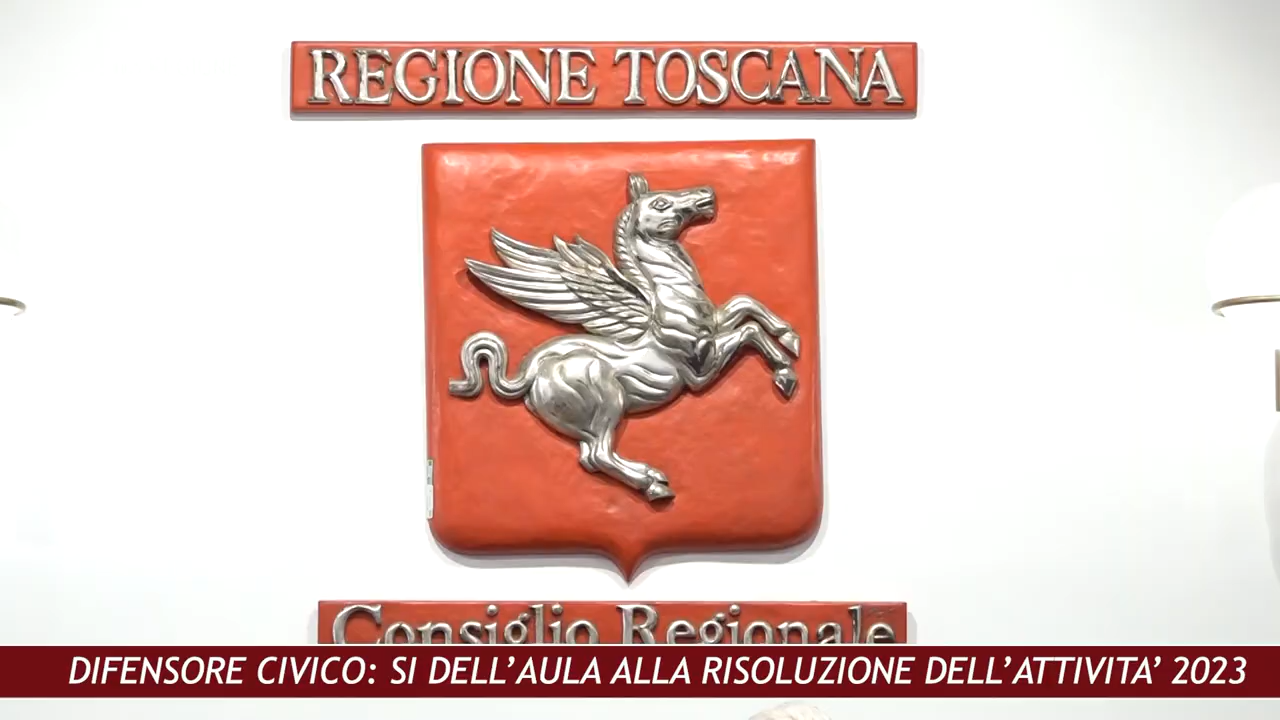 REGIONE TOSCANA
Consiglio Regionale
DIFENSORE CIVICO: SI DELL’AULA ALLA RISOLUZIONE DELL’ATTIVITA’ 2023